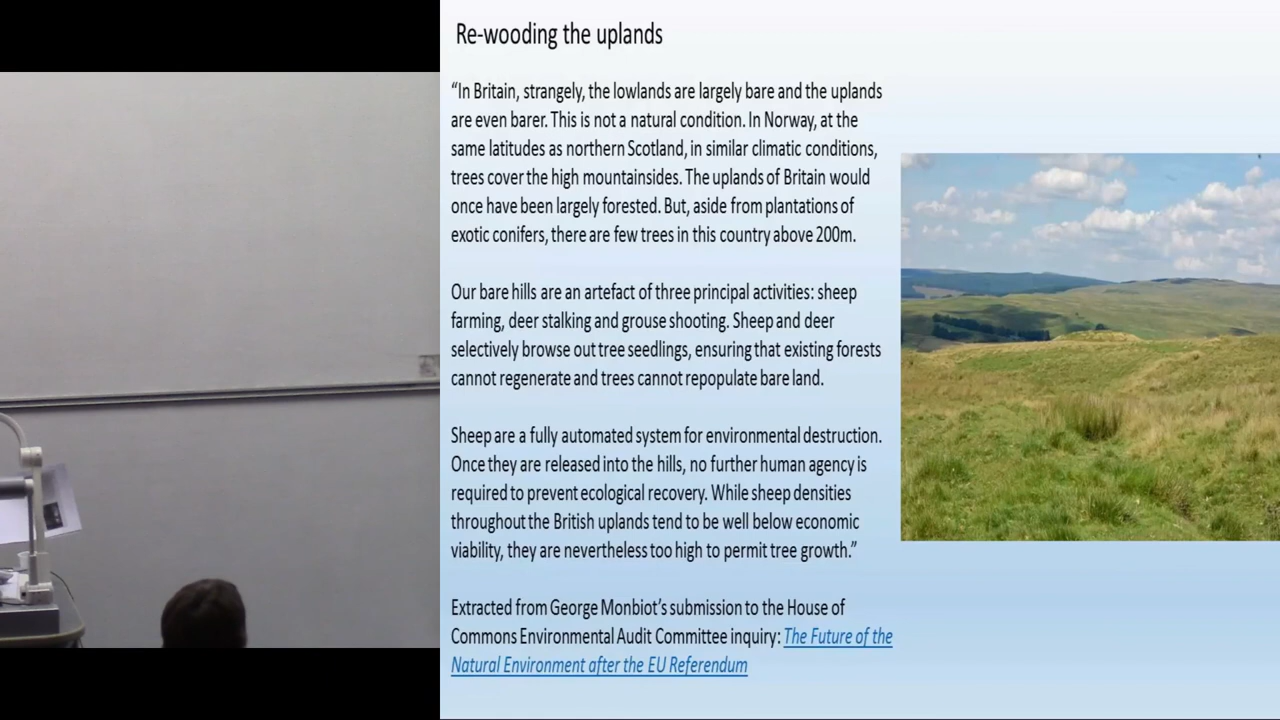 Re-wooding the uplands
“In Britain, strangely, the lowlands are largely bare and the uplands
are even barer. This is not a natural condition. In Norway, at the
same latitudes as northern Scotland, in similar climatic conditions,
trees cover the high mountainsides. The uplands of Britain would
once have been largely forested. But, aside from plantations of
exotic conifers, there are few trees in this country above 200m.
Our bare hills are an artefact of three principal activities: sheep
farming, deer stalking and grouse shooting. Sheep and deer
selectively browse out tree seedlings, ensuring that existing forests
cannot regenerate and trees cannot repopulate bare land.
Sheep are a fully automated system for environmental destruction.
Once they are released into the hills, no further human agency is
required to prevent ecological recovery. While sheep densities
throughout the British uplands tend to be well below economic
viability, they are nevertheless too high to permit tree growth.”
Extracted from George Monbiot’s submission to the House of
Commons Environmental Audit Committee inquiry: The Future of the
Natural Environment after the EU Referendum